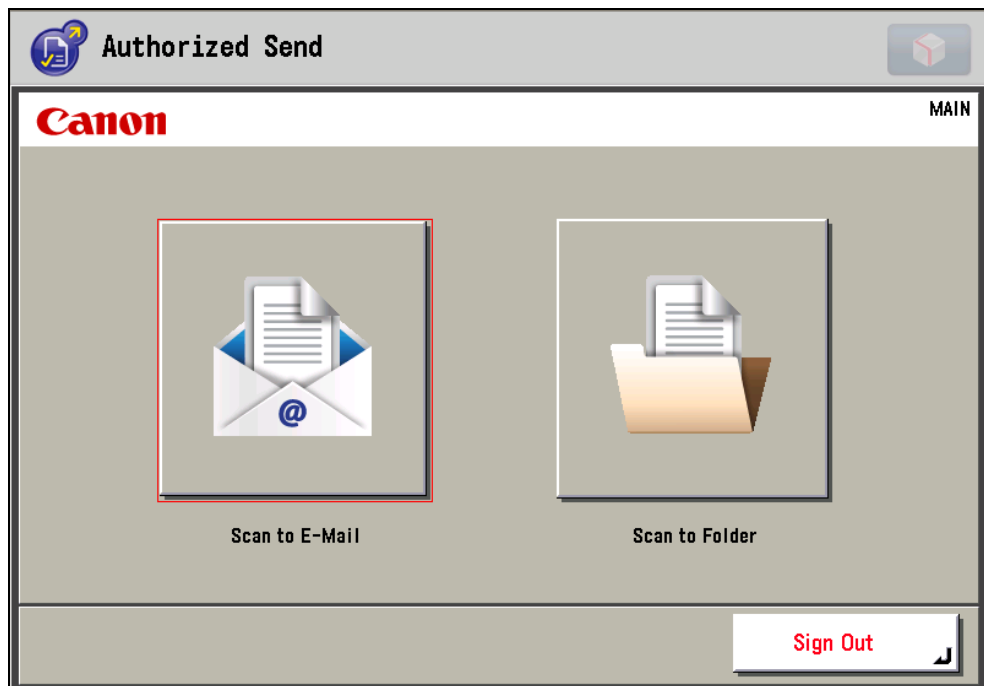 Authorized Send
Canon
MAIN
@
Scan to E-Mail
Scan to Folder
Sign Out